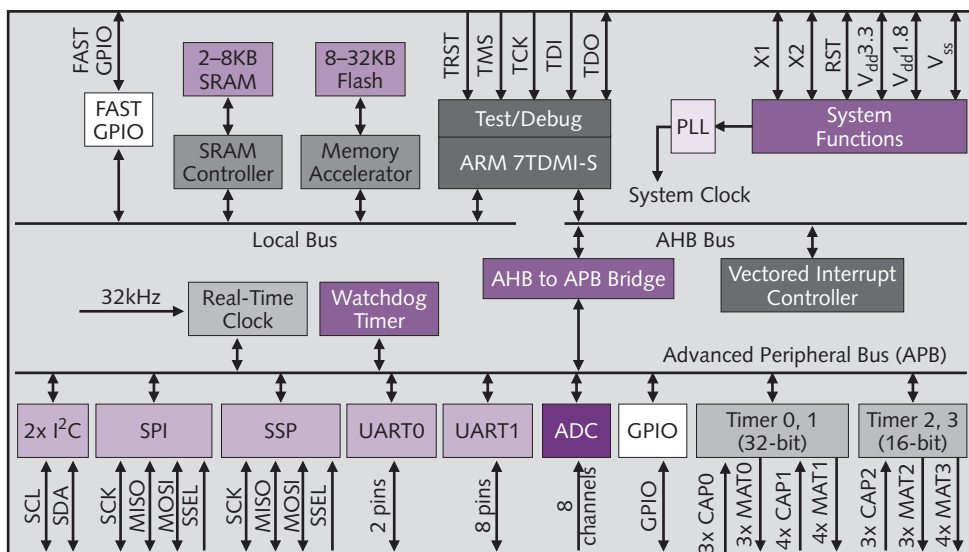 FAST
GPIO
2–8KB
SRAM
8–32KB
Flash
TRST
TMS
TCK
TDI
TDO
X1
X2
RST
Vdd3.3
Vdd1.8
Vss
FAST
GPIO
SRAM
Controller
Memory
Accelerator
Test/Debug
ARM 7TDMI-S
PLL
System
Functions
System Clock
Local Bus
AHB Bus
AHB to APB Bridge
Vectored Interrupt
Controller
32kHz
Real-Time
Clock
Watchdog
Timer
Advanced Peripheral Bus (APB)
2x I²C
SPI
SSP
UART0
UART1
ADC
GPIO
Timer 0, 1
(32-bit)
Timer 2, 3
(16-bit)
SCL
SDA
SCK
MISO
MOSI
SSEL
SCK
MISO
MOSI
SSEL
2 pins
8 pins
8
channels
GPIO
3x CAP0
3x MAT0
4x CAP1
4x MAT1
3x CAP2
3x MAT2
4x MAT3